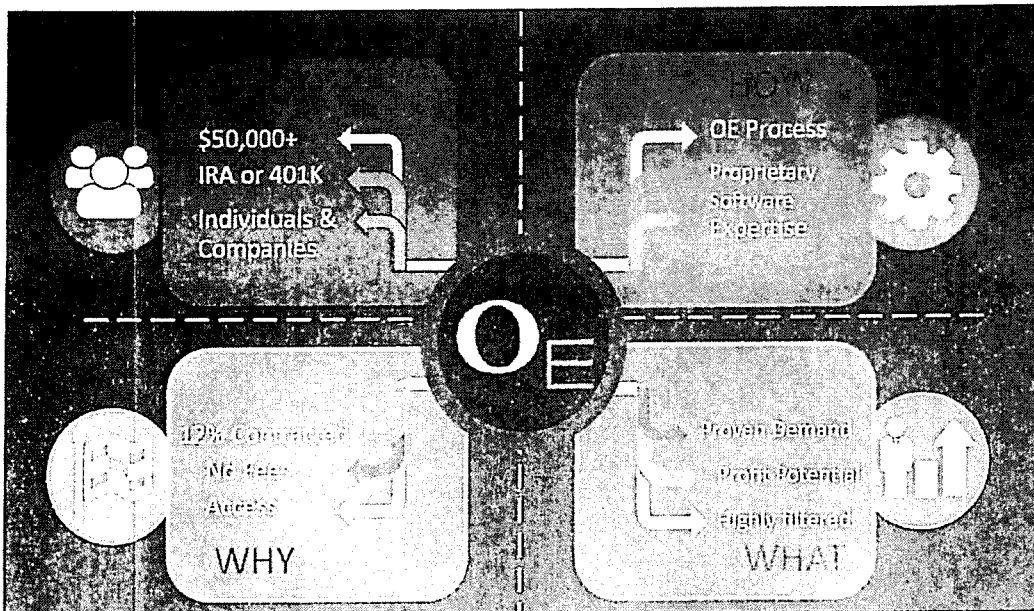 $50,000+
IRA or 401K
Individuals &
Companies
HOW
OE Process
Proprietary
Software
Expertise
OE
12%
No Fees
Access
WHY
Proven Demand
Profit Potential
Highly filtered
WHAT